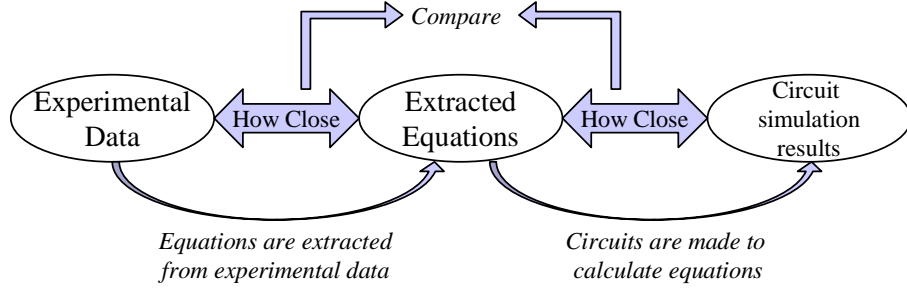 Compare
Experimental
Data
How Close
Extracted
Equations
How Close
Circuit
simulation
results
Equations are extracted
from experimental data
Circuits are made to
calculate equations